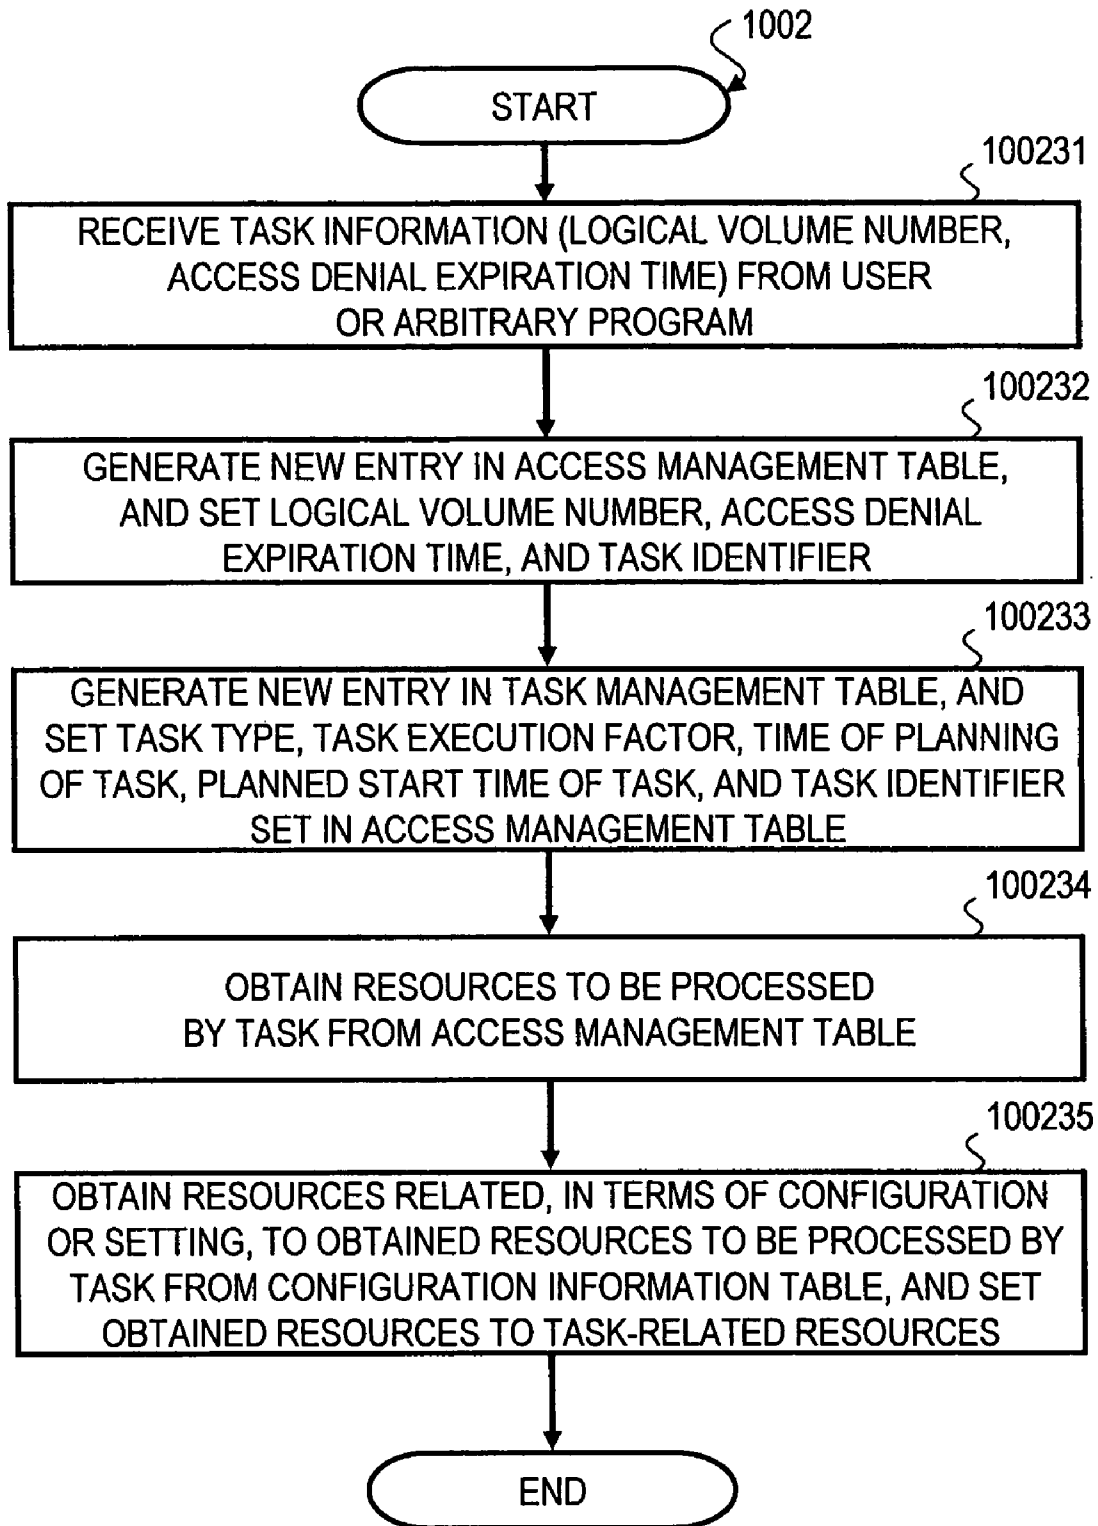 1002
START
100231
RECEIVE TASK INFORMATION (LOGICAL VOLUME NUMBER,
ACCESS DENIAL EXPIRATION TIME) FROM USER
OR ARBITRARY PROGRAM
100232
GENERATE NEW ENTRY IN ACCESS MANAGEMENT TABLE,
AND SET LOGICAL VOLUME NUMBER, ACCESS DENIAL
EXPIRATION TIME, AND TASK IDENTIFIER
100233
GENERATE NEW ENTRY IN TASK MANAGEMENT TABLE, AND
SET TASK TYPE, TASK EXECUTION FACTOR, TIME OF PLANNING
OF TASK, PLANNED START TIME OF TASK, AND TASK IDENTIFIER
SET IN ACCESS MANAGEMENT TABLE
100234
OBTAIN RESOURCES TO BE PROCESSED
BY TASK FROM ACCESS MANAGEMENT TABLE
100235
OBTAIN RESOURCES RELATED, IN TERMS OF CONFIGURATION
OR SETTING, TO OBTAINED RESOURCES TO BE PROCESSED BY
TASK FROM CONFIGURATION INFORMATION TABLE, AND SET
OBTAINED RESOURCES TO TASK-RELATED RESOURCES
END